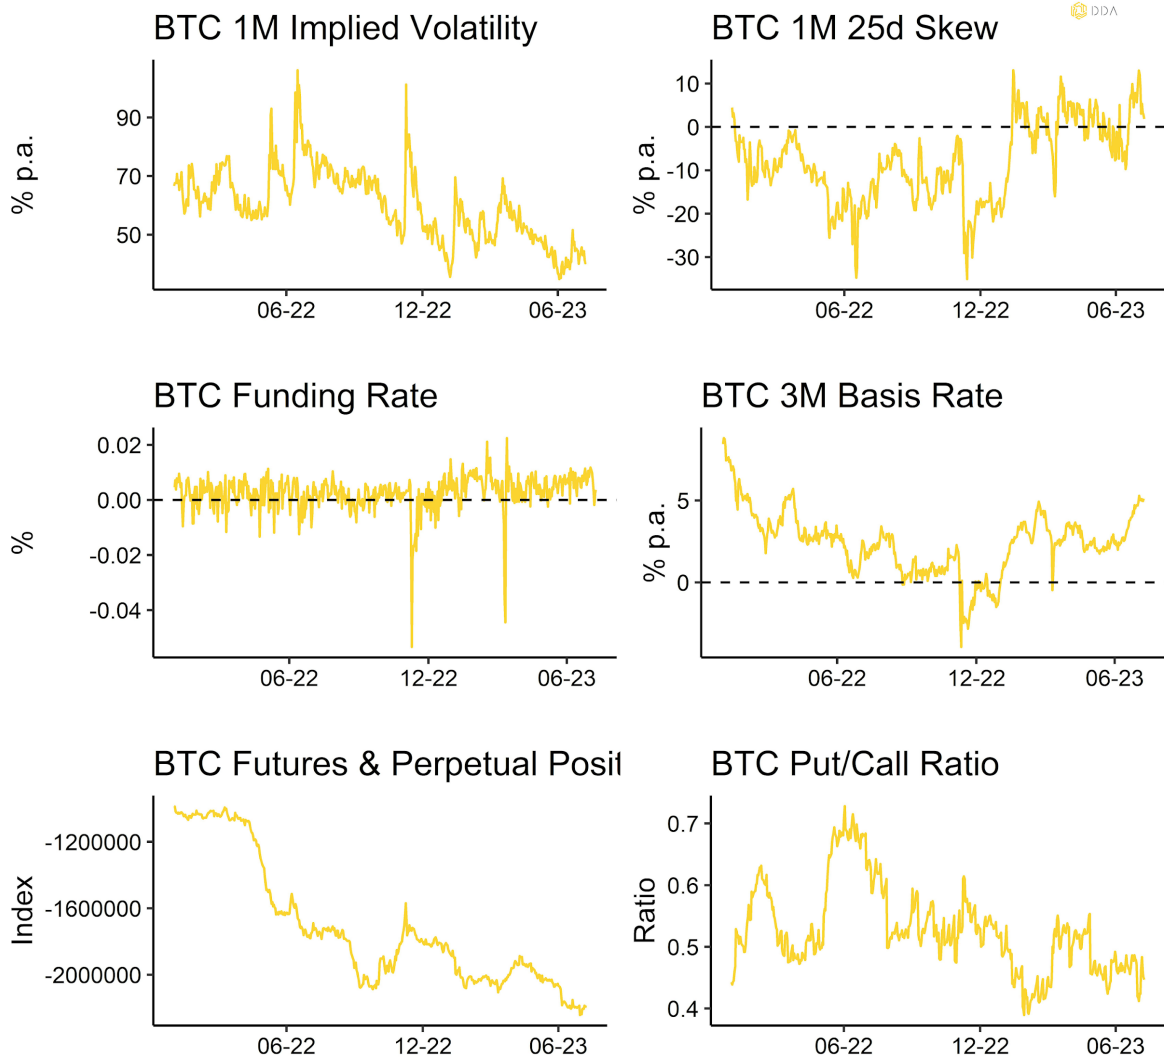 DDA
BTC 1M Implied Volatility
% p.a.
90
70
50
06-22 12-22 06-23
BTC 1M 25d Skew
% p.a.
10
0
-10
-20
-30
06-22 12-22 06-23
BTC Funding Rate
%
0.02
0.00
-0.02
-0.04
06-22 12-22 06-23
BTC 3M Basis Rate
% p.a.
5
0
06-22 12-22 06-23
BTC Futures & Perpetual Posit
Index
-1200000
-1600000
-2000000
06-22 12-22 06-23
BTC Put/Call Ratio
Ratio
0.7
0.6
0.5
0.4
06-22 12-22 06-23